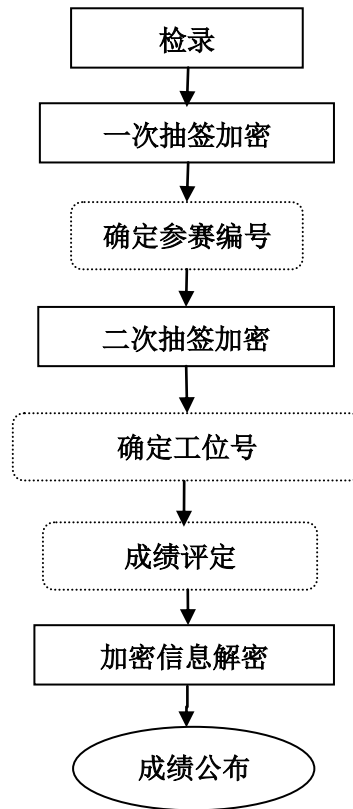 检录
一次抽签加密
确定参赛编号
二次抽签加密
确定工位号
成绩评定
加密信息解密
成绩公布